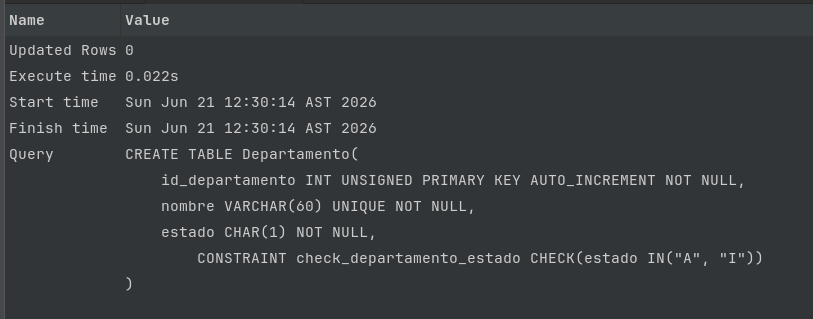 Name Value
Updated Rows 0
Execute time 0.022s
Start time Sun Jun 21 12:30:14 AST 2026
Finish time Sun Jun 21 12:30:14 AST 2026
Query CREATE TABLE Departamento(
id_departamento INT UNSIGNED PRIMARY KEY AUTO_INCREMENT NOT NULL,
nombre VARCHAR(60) UNIQUE NOT NULL,
estado CHAR(1) NOT NULL,
CONSTRAINT check_departamento_estado CHECK(estado IN("A", "I"))
)